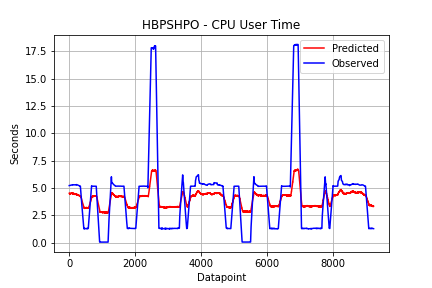 HBPSHPO - CPU User Time
Predicted
Observed
17.5
15.0
12.5
10.0
7.5
5.0
2.5
0.0
Seconds
0 2000 4000 6000 8000
Datapoint